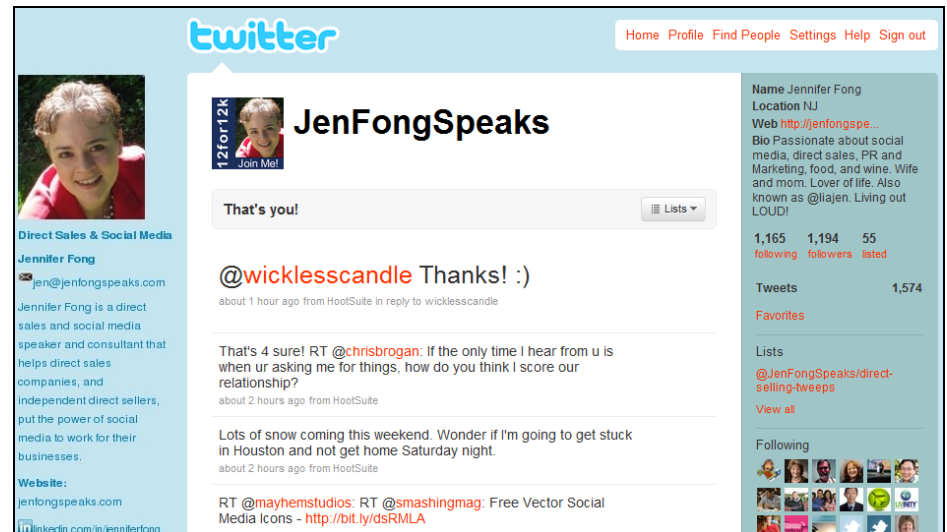 twitter
Home Profile Find People Settings Help Sign out
Direct Sales & Social Media
Jennifer Fong
jen@jenfongspeaks.com
Jennifer Fong is a direct
sales and social media
speaker and consultant that
helps direct sales
companies, and
independent direct sellers,
put the power of social
media to work for their
businesses.
Website:
jenfongspeaks.com
linkedin.com/in/jenniferfong
12for12k
Join Me!
JenFongSpeaks
That's you!
Lists
@wicklesscandle Thanks! :)
about 1 hour ago from HootSuite in reply to wicklesscandle
That's 4 sure! RT @chrisbrogan: If the only time I hear from u is
when ur asking me for things, how do you think I score our
relationship?
about 2 hours ago from HootSuite
Lots of snow coming this weekend. Wonder if I'm going to get stuck
in Houston and not get home Saturday night.
about 2 hours ago from HootSuite
RT @mayhemstudios: RT @smashingmag: Free Vector Social
Media Icons - http://bit.ly/dsRMLA
Name Jennifer Fong
Location NJ
Web http://jenfongspe...
Bio Passionate about social
media, direct sales, PR and
Marketing, food, and wine. Wife
and mom. Lover of life. Also
known as @liajen. Living out
LOUD!
1,165 1,194 55
following followers listed
Tweets 1,574
Favorites
Lists
@JenFongSpeaks/direct-
selling-tweeps
View all
Following